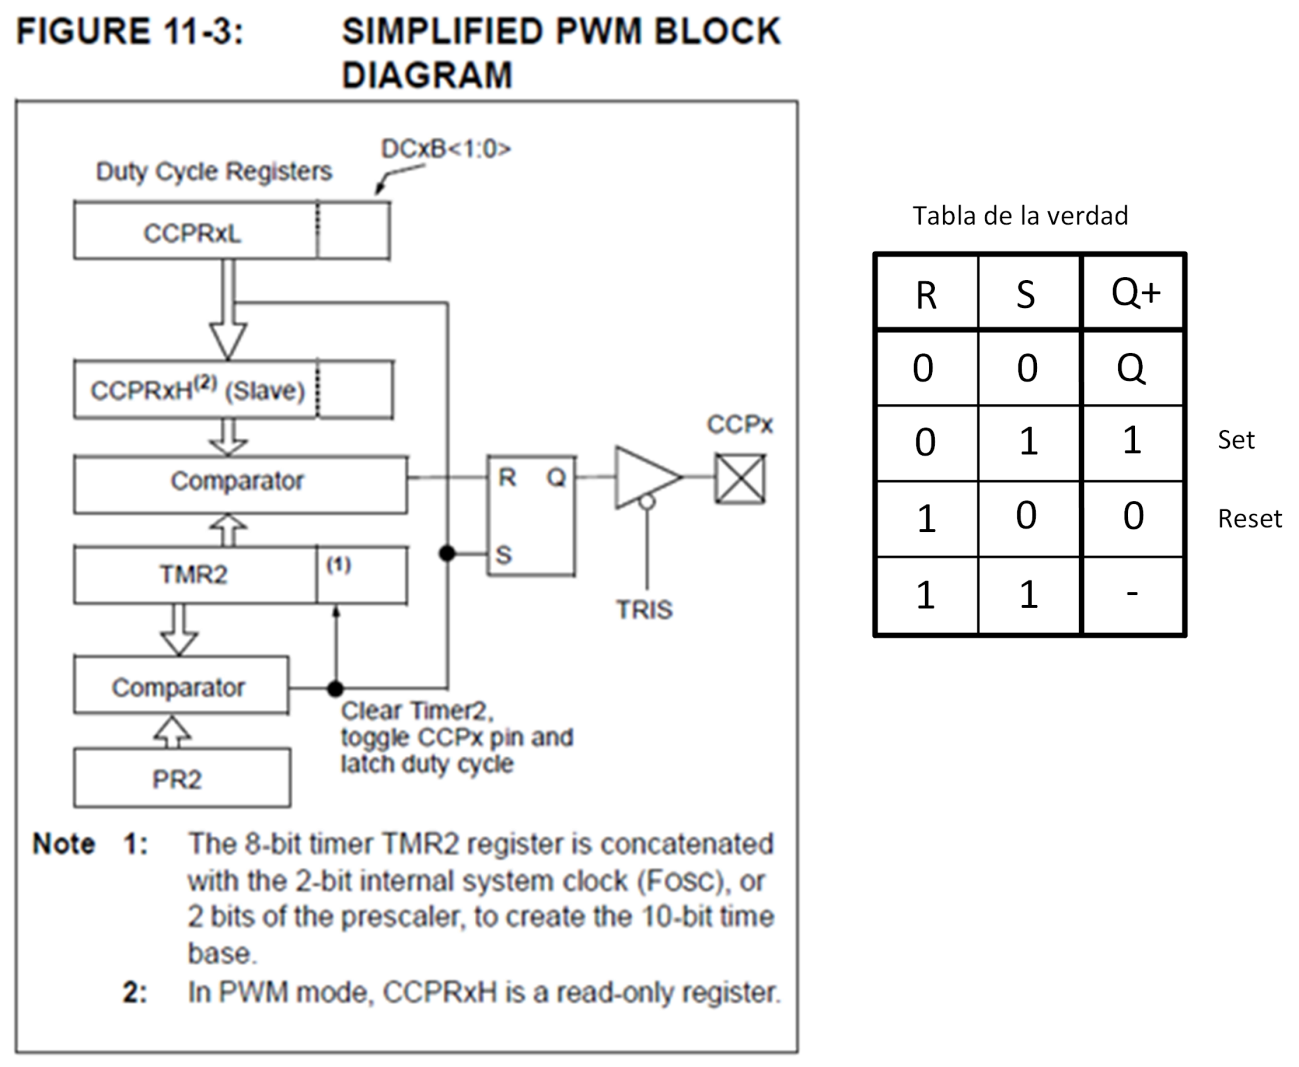 FIGURE 11-3: SIMPLIFIED PWM BLOCK
DIAGRAM
DCxB<1:0>
Duty Cycle Registers
CCPRxL
CCPRxH(2) (Slave)
Comparator
TMR2
(1)
Comparator
PR2
R Q
S
CCPx
TRIS
Clear Timer2,
toggle CCPx pin and
latch duty cycle
Note 1: The 8-bit timer TMR2 register is concatenated
with the 2-bit internal system clock (FOSC), or
2 bits of the prescaler, to create the 10-bit time
base.
2: In PWM mode, CCPRxH is a read-only register.
Tabla de la verdad
R S Q+
0 0 Q
0 1 1 Set
1 0 0 Reset
1 1 -